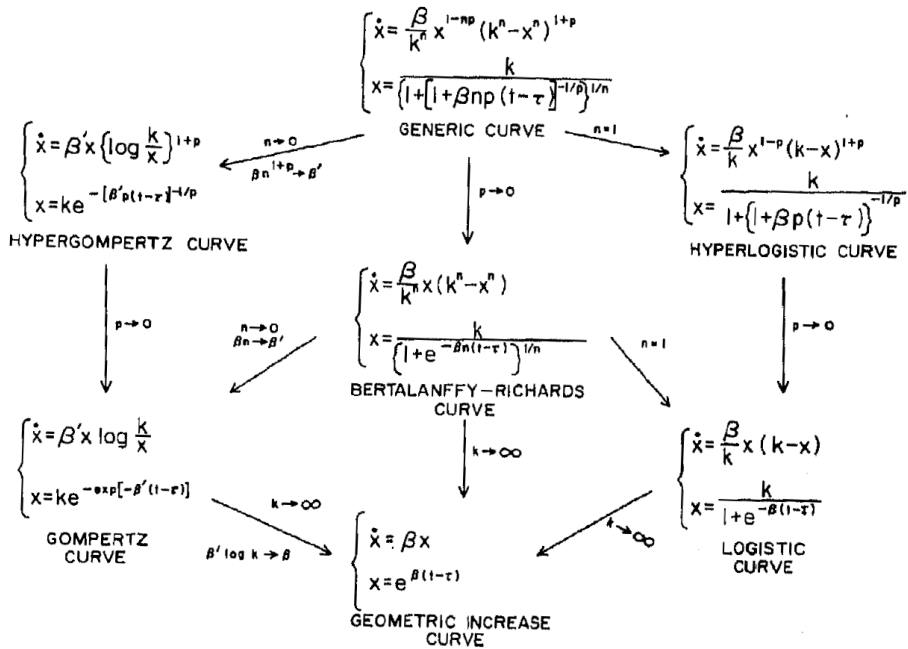 ẋ = β/kⁿ x^{1-np} (kⁿ-xⁿ)^{1+p}
x = k/{1+[1+βnp(t-τ)]^{-1/p}}^{1/n}
GENERIC CURVE
n→0
βn^{1+p}→β′
n=1
p→0
ẋ = β′x{log k/x}^{1+p}
x = ke^{-[β′p(t-τ)]^{-1/p}}
HYPERGOMPERTZ CURVE
ẋ = β/k x^{1-p} (k-x)^{1+p}
x = k/1+{1+βp(t-τ)}^{-1/p}
HYPERLOGISTIC CURVE
p→0
p→0
ẋ = β/kⁿ x(kⁿ-xⁿ)
x = k/{1+e^{-βn(t-τ)}}^{1/n}
BERTALANFFY-RICHARDS
CURVE
n→0
βn→β′
n=1
k→∞
ẋ = β′x log k/x
x = ke^{-exp[-β′(t-τ)]}
GOMPERTZ
CURVE
k→∞
β′ log k→β
ẋ = β/k x(k-x)
x = k/1+e^{-β(t-τ)}
LOGISTIC
CURVE
k→∞
ẋ = βx
x = e^{β(t-τ)}
GEOMETRIC INCREASE
CURVE